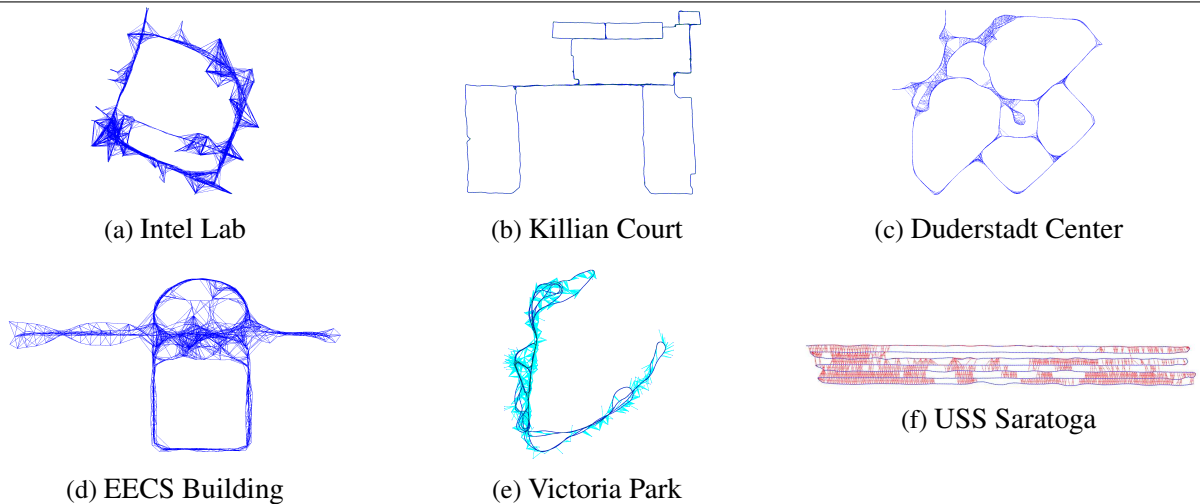 (a) Intel Lab
(b) Killian Court
(c) Duderstadt Center
(d) EECS Building
(e) Victoria Park
(f) USS Saratoga